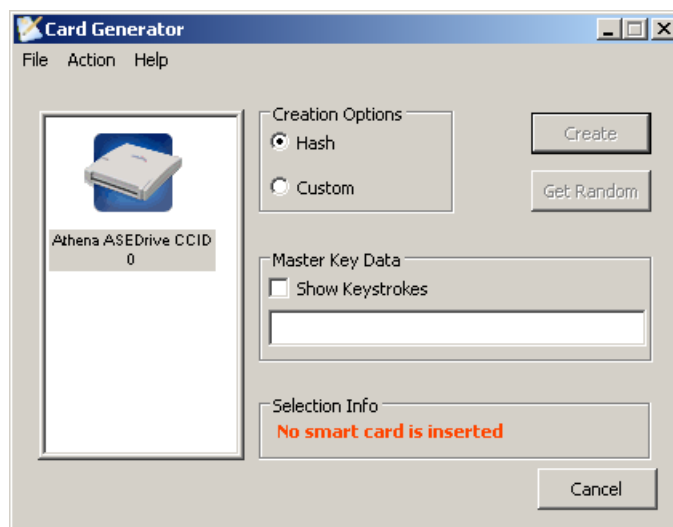 Card Generator
File Action Help
Creation Options
Hash
Custom
Create
Get Random
Athena ASEDrive CCID
0
Master Key Data
Show Keystrokes
Selection Info
No smart card is inserted
Cancel